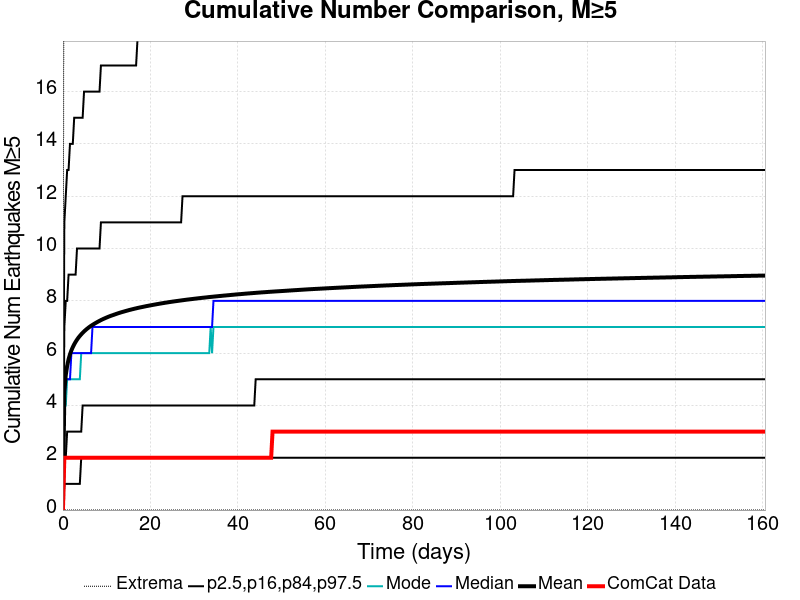 Cumulative Number Comparison, M≥5
Cumulative Num Earthquakes M≥5
16
14
12
10
8
6
4
2
0
0 20 40 60 80 100 120 140 160
Time (days)
Extrema p2.5,p16,p84,p97.5 Mode Median Mean ComCat Data